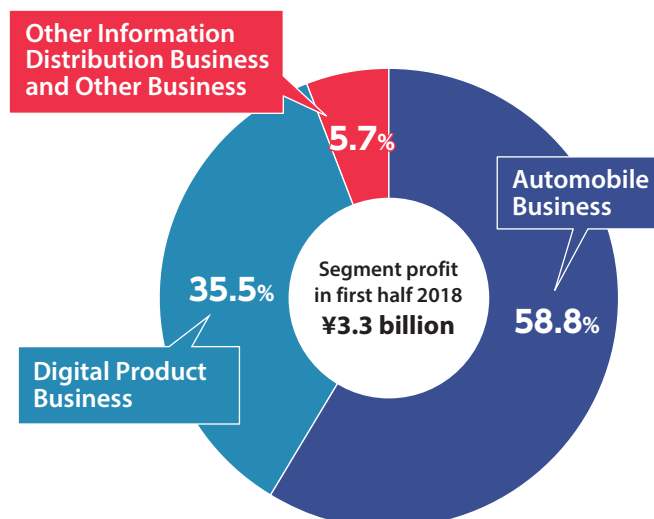 Other Information
Distribution Business
and Other Business
5.7%
Automobile
Business
58.8%
Segment profit
in first half 2018
¥3.3 billion
35.5%
Digital Product
Business